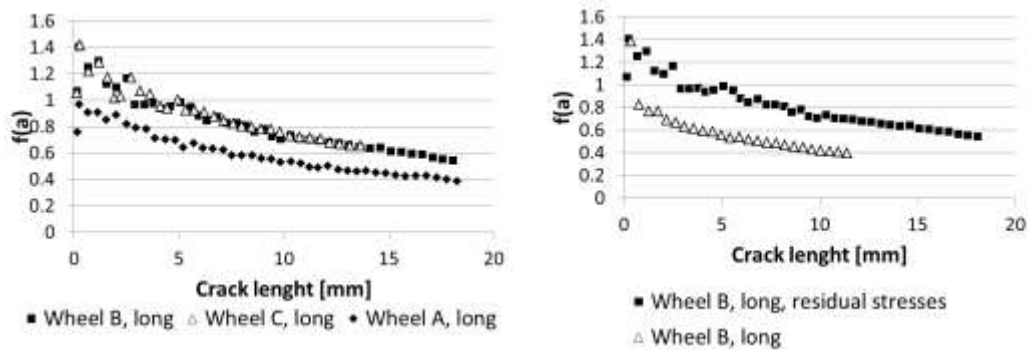 1.6
1.4
1.2
1
0.8
0.6
0.4
0.2
0
f(a)
0 5 10 15 20
Crack lenght [mm]
Wheel B, long Wheel C, long Wheel A, long
1.6
1.4
1.2
1
0.8
0.6
0.4
0.2
0
f(a)
0 5 10 15 20
Crack lenght [mm]
Wheel B, long, residual stresses
Wheel B, long